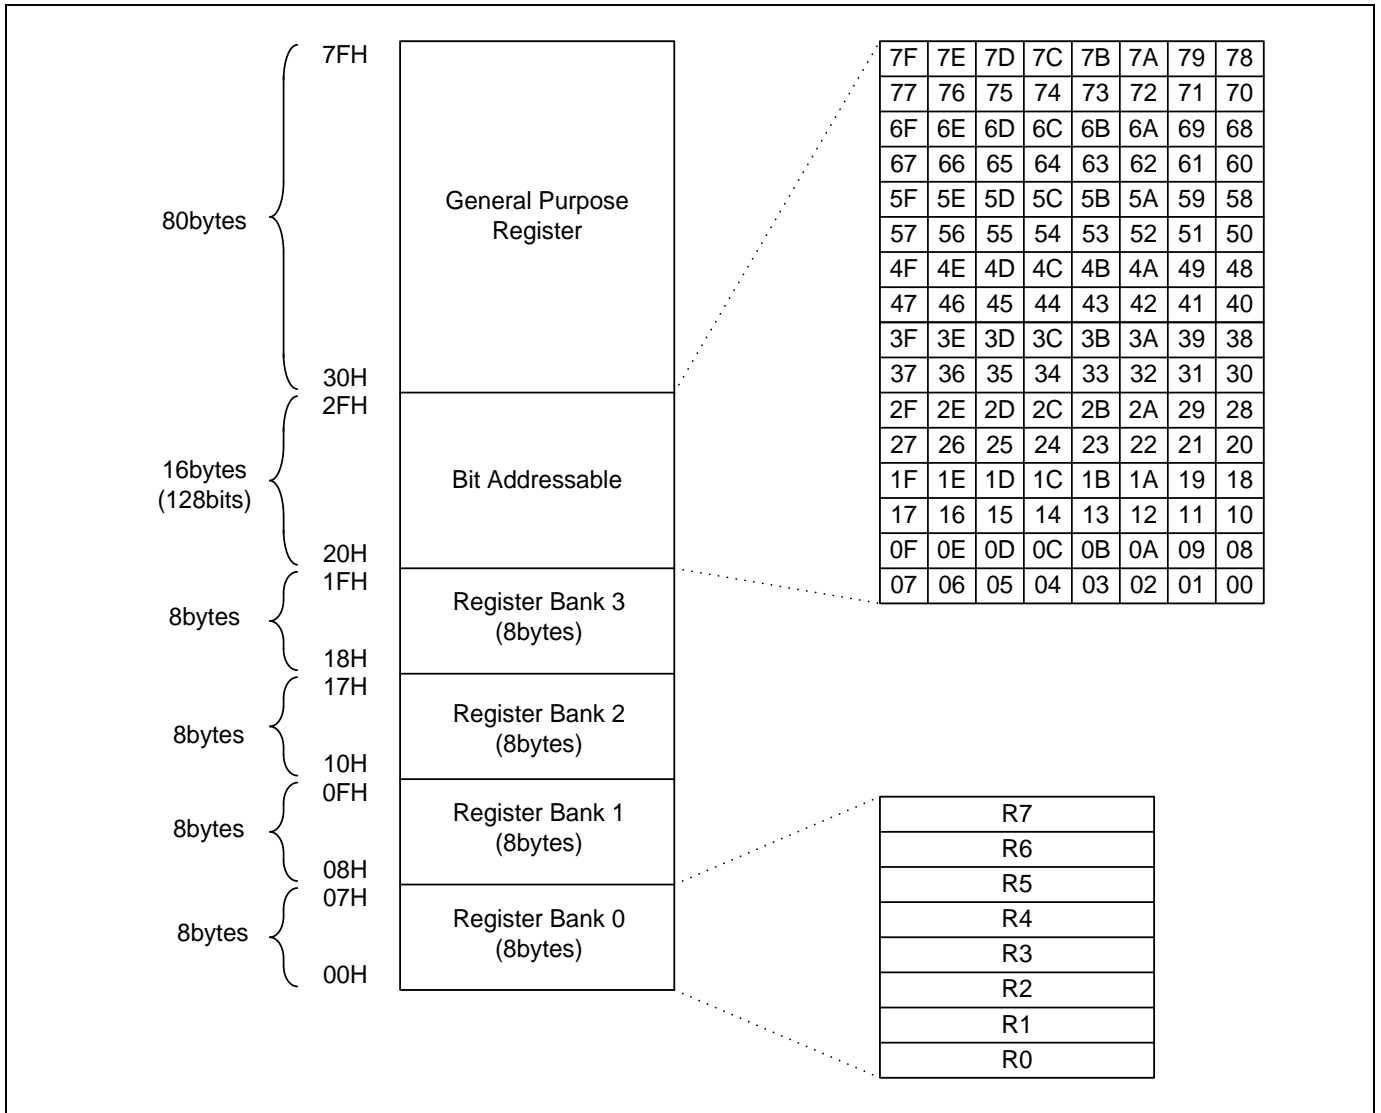 7FH
80bytes
General Purpose
Register
30H
2FH
16bytes
(128bits)
Bit Addressable
20H
1FH
8bytes
Register Bank 3
(8bytes)
18H
17H
8bytes
Register Bank 2
(8bytes)
10H
0FH
8bytes
Register Bank 1
(8bytes)
08H
07H
8bytes
Register Bank 0
(8bytes)
00H
7F 7E 7D 7C 7B 7A 79 78
77 76 75 74 73 72 71 70
6F 6E 6D 6C 6B 6A 69 68
67 66 65 64 63 62 61 60
5F 5E 5D 5C 5B 5A 59 58
57 56 55 54 53 52 51 50
4F 4E 4D 4C 4B 4A 49 48
47 46 45 44 43 42 41 40
3F 3E 3D 3C 3B 3A 39 38
37 36 35 34 33 32 31 30
2F 2E 2D 2C 2B 2A 29 28
27 26 25 24 23 22 21 20
1F 1E 1D 1C 1B 1A 19 18
17 16 15 14 13 12 11 10
0F 0E 0D 0C 0B 0A 09 08
07 06 05 04 03 02 01 00
R7
R6
R5
R4
R3
R2
R1
R0